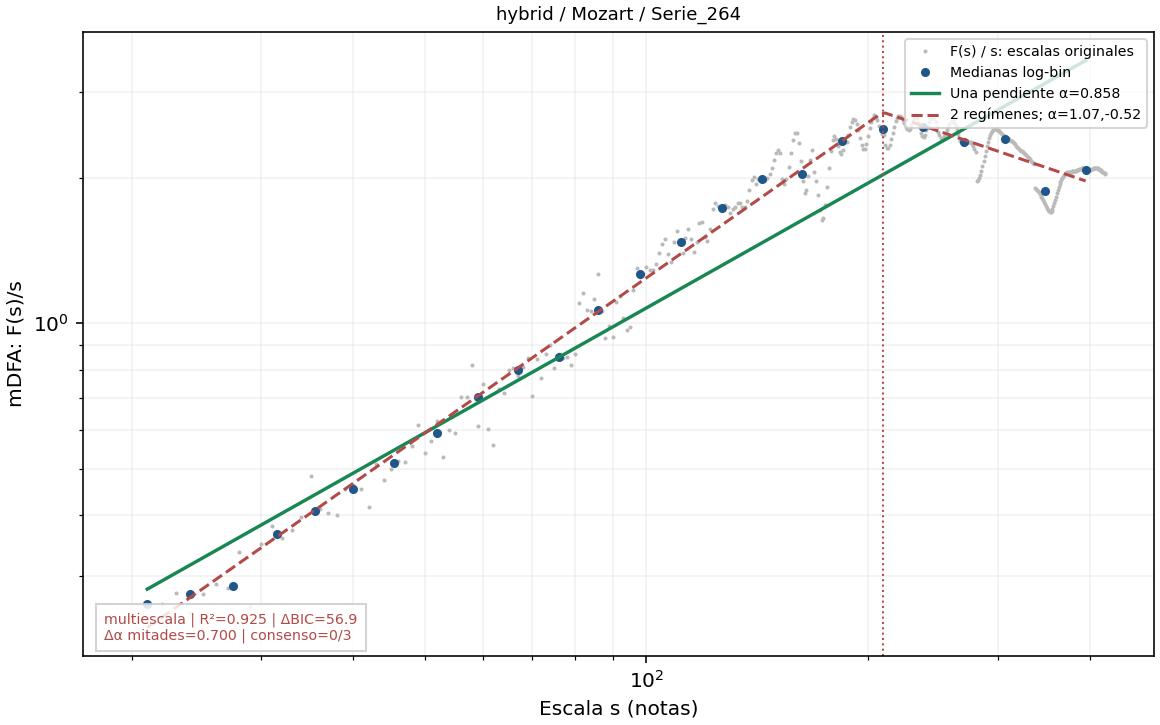 hybrid / Mozart / Serie_264
F(s) / s: escalas originales
Medianas log-bin
Una pendiente α=0.858
2 regímenes; α=1.07,-0.52
mDFA: F(s)/s
10⁰
multiescala | R²=0.925 | ΔBIC=56.9
Δα mitades=0.700 | consenso=0/3
10²
Escala s (notas)